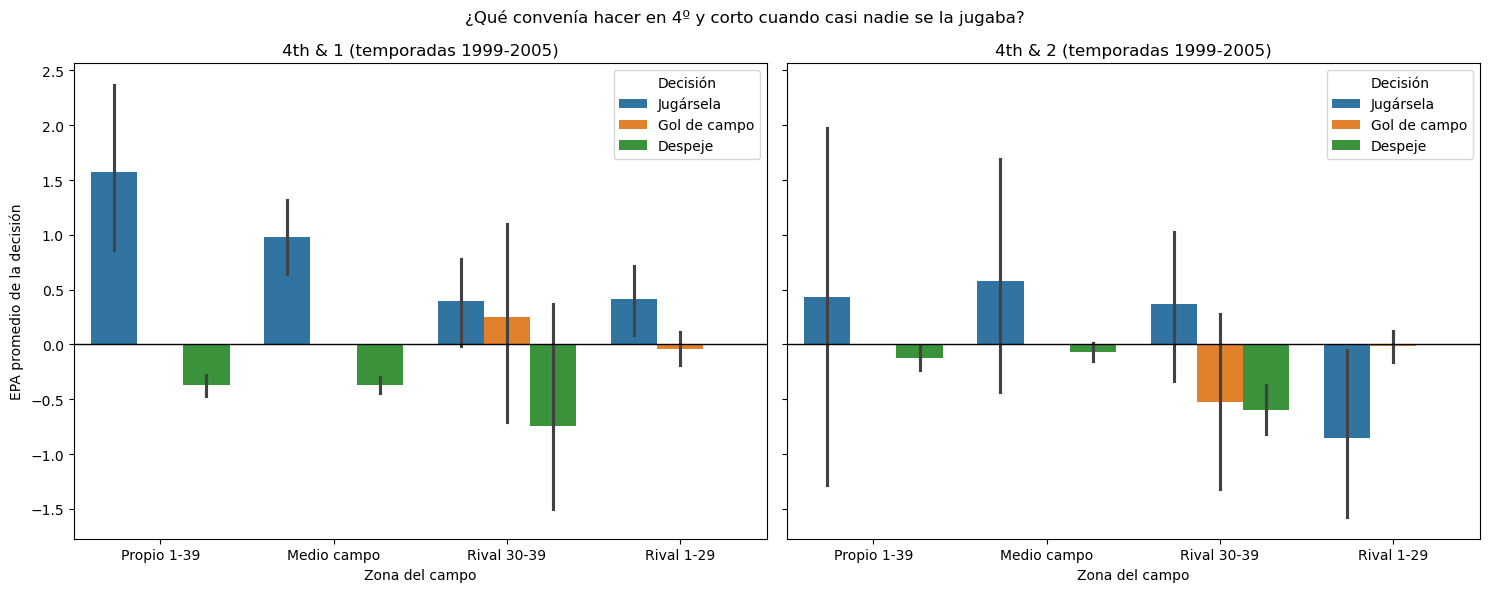 ¿Qué convenía hacer en 4º y corto cuando casi nadie se la jugaba?
4th & 1 (temporadas 1999-2005)
EPA promedio de la decisión
2.5
2.0
1.5
1.0
0.5
0.0
−0.5
−1.0
−1.5
Decisión
Jugársela
Gol de campo
Despeje
Propio 1-39
Medio campo
Rival 30-39
Rival 1-29
Zona del campo
4th & 2 (temporadas 1999-2005)
Decisión
Jugársela
Gol de campo
Despeje
Propio 1-39
Medio campo
Rival 30-39
Rival 1-29
Zona del campo